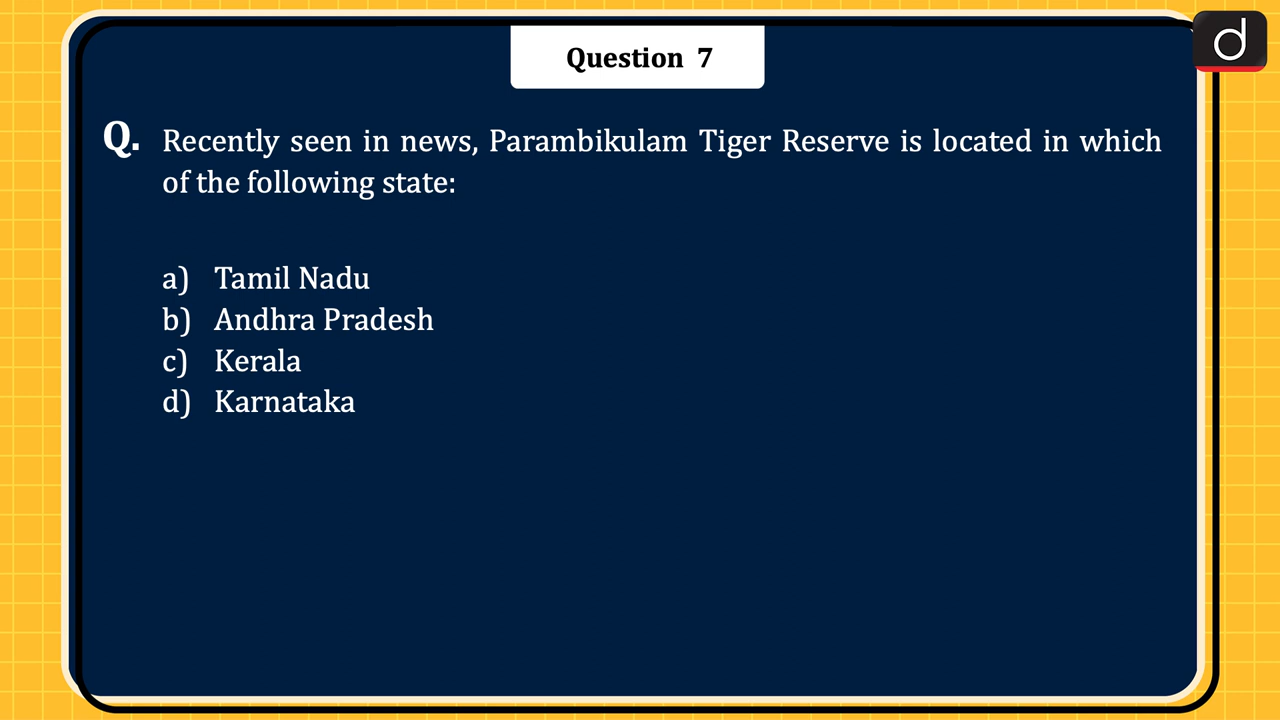 Question 7
Q. Recently seen in news, Parambikulam Tiger Reserve is located in which
of the following state:
a) Tamil Nadu
b) Andhra Pradesh
c) Kerala
d) Karnataka
d